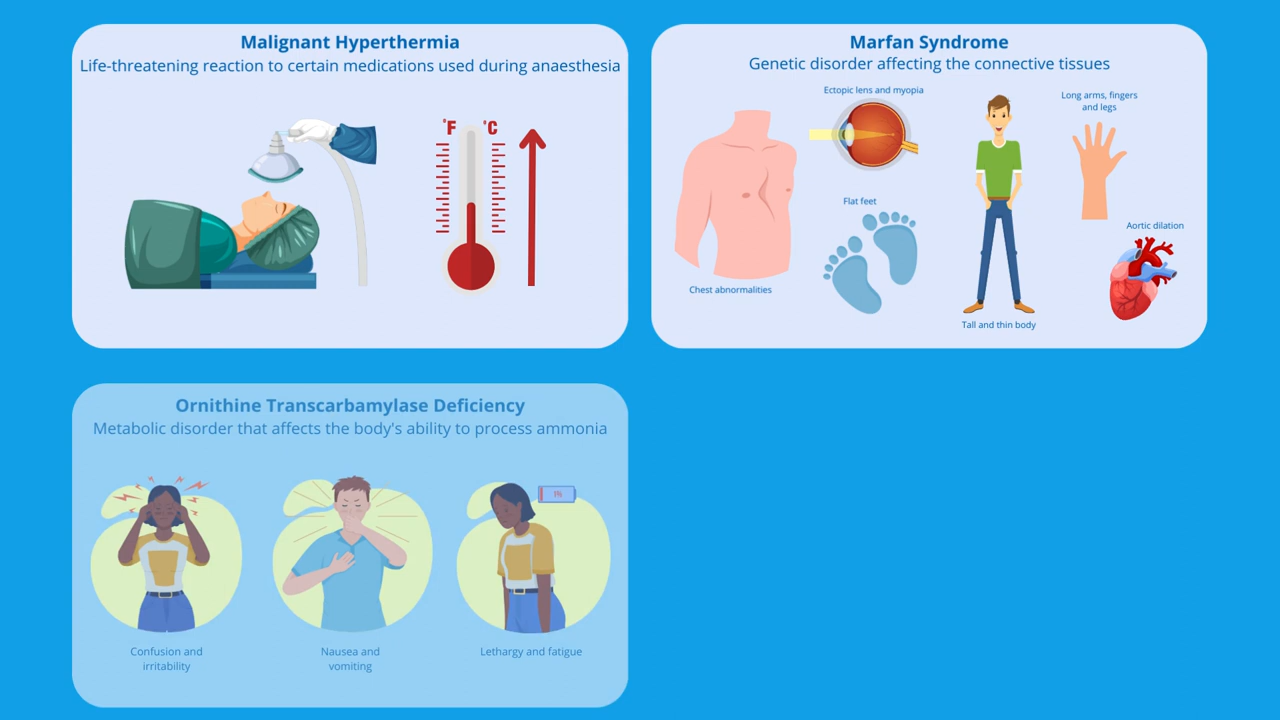 Malignant Hyperthermia
Life-threatening reaction to certain medications used during anaesthesia
°F °C
Marfan Syndrome
Genetic disorder affecting the connective tissues
Ectopic lens and myopia
Long arms, fingers
and legs
Flat feet
Aortic dilation
Chest abnormalities
Tall and thin body
Ornithine Transcarbamylase Deficiency
Metabolic disorder that affects the body's ability to process ammonia
1%
Confusion and
irritability
Nausea and
vomiting
Lethargy and fatigue